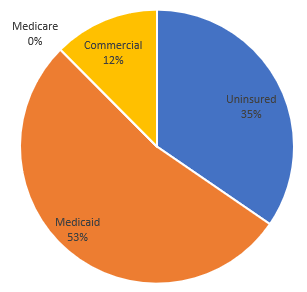 Medicare
0%
Commercial
12%
Uninsured
35%
Medicaid
53%